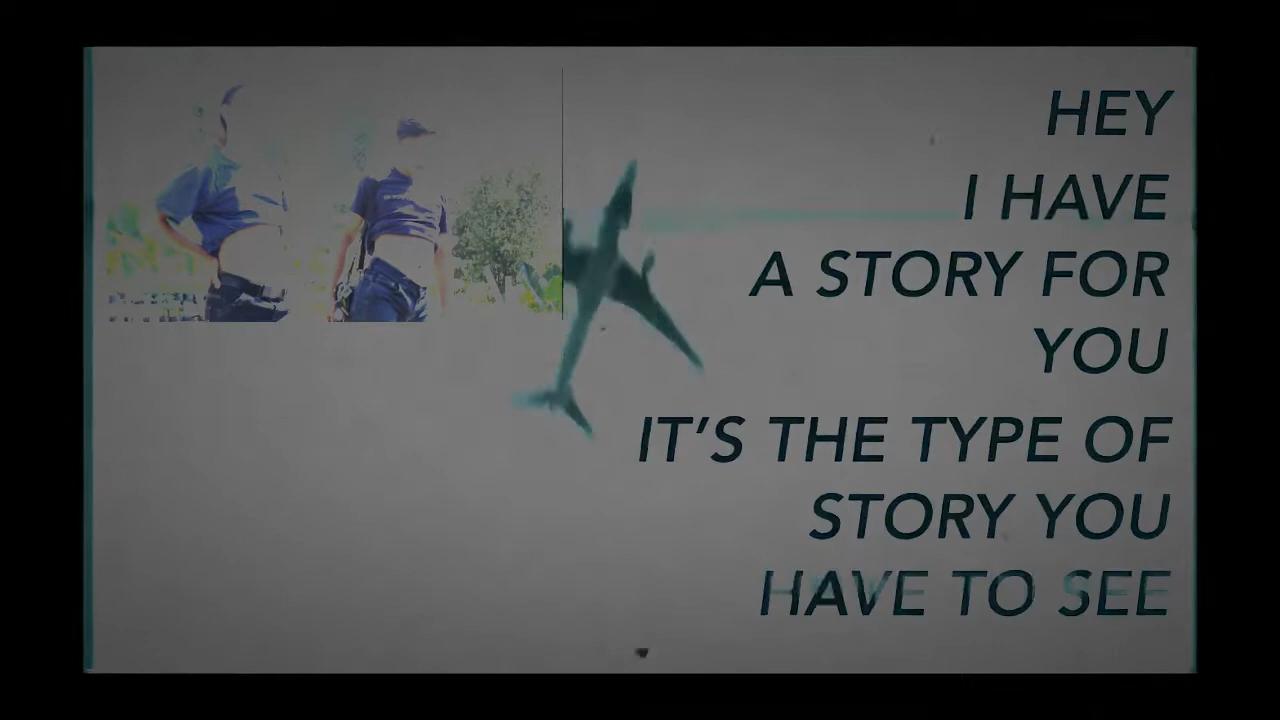 HEY
I HAVE
A STORY FOR
YOU
IT'S THE TYPE OF
STORY YOU
HAVE TO SEE